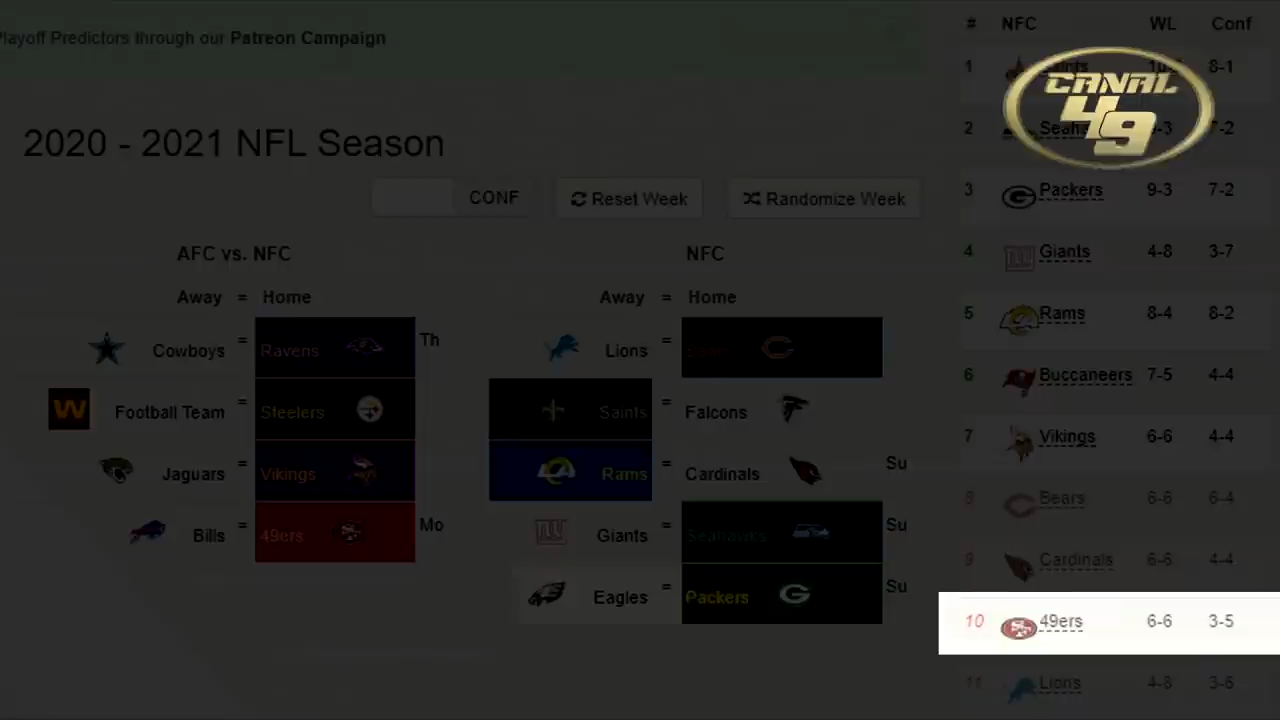 Playoff Predictors through our Patreon Campaign
2020 - 2021 NFL Season
CONF
Reset Week
Randomize Week
AFC vs. NFC
Away = Home
Cowboys = Ravens Th
Football Team = Steelers
Jaguars = Vikings
Bills = 49ers Mo
NFC
Away = Home
Lions =
Saints = Falcons
Rams = Cardinals Su
Giants = Seahawks Su
Eagles = Packers Su
# NFC WL Conf
1 Saints 8-1
2
3 Packers 9-3 7-2
4 Giants 4-8 3-7
5 Rams 8-4 8-2
6 Buccaneers 7-5 4-4
7 Vikings 6-6 4-4
8 Bears 6-6 6-4
9 Cardinals 6-6 4-4
10 49ers 6-6 3-5
11 Lions 4-8 3-6
CANAL
49